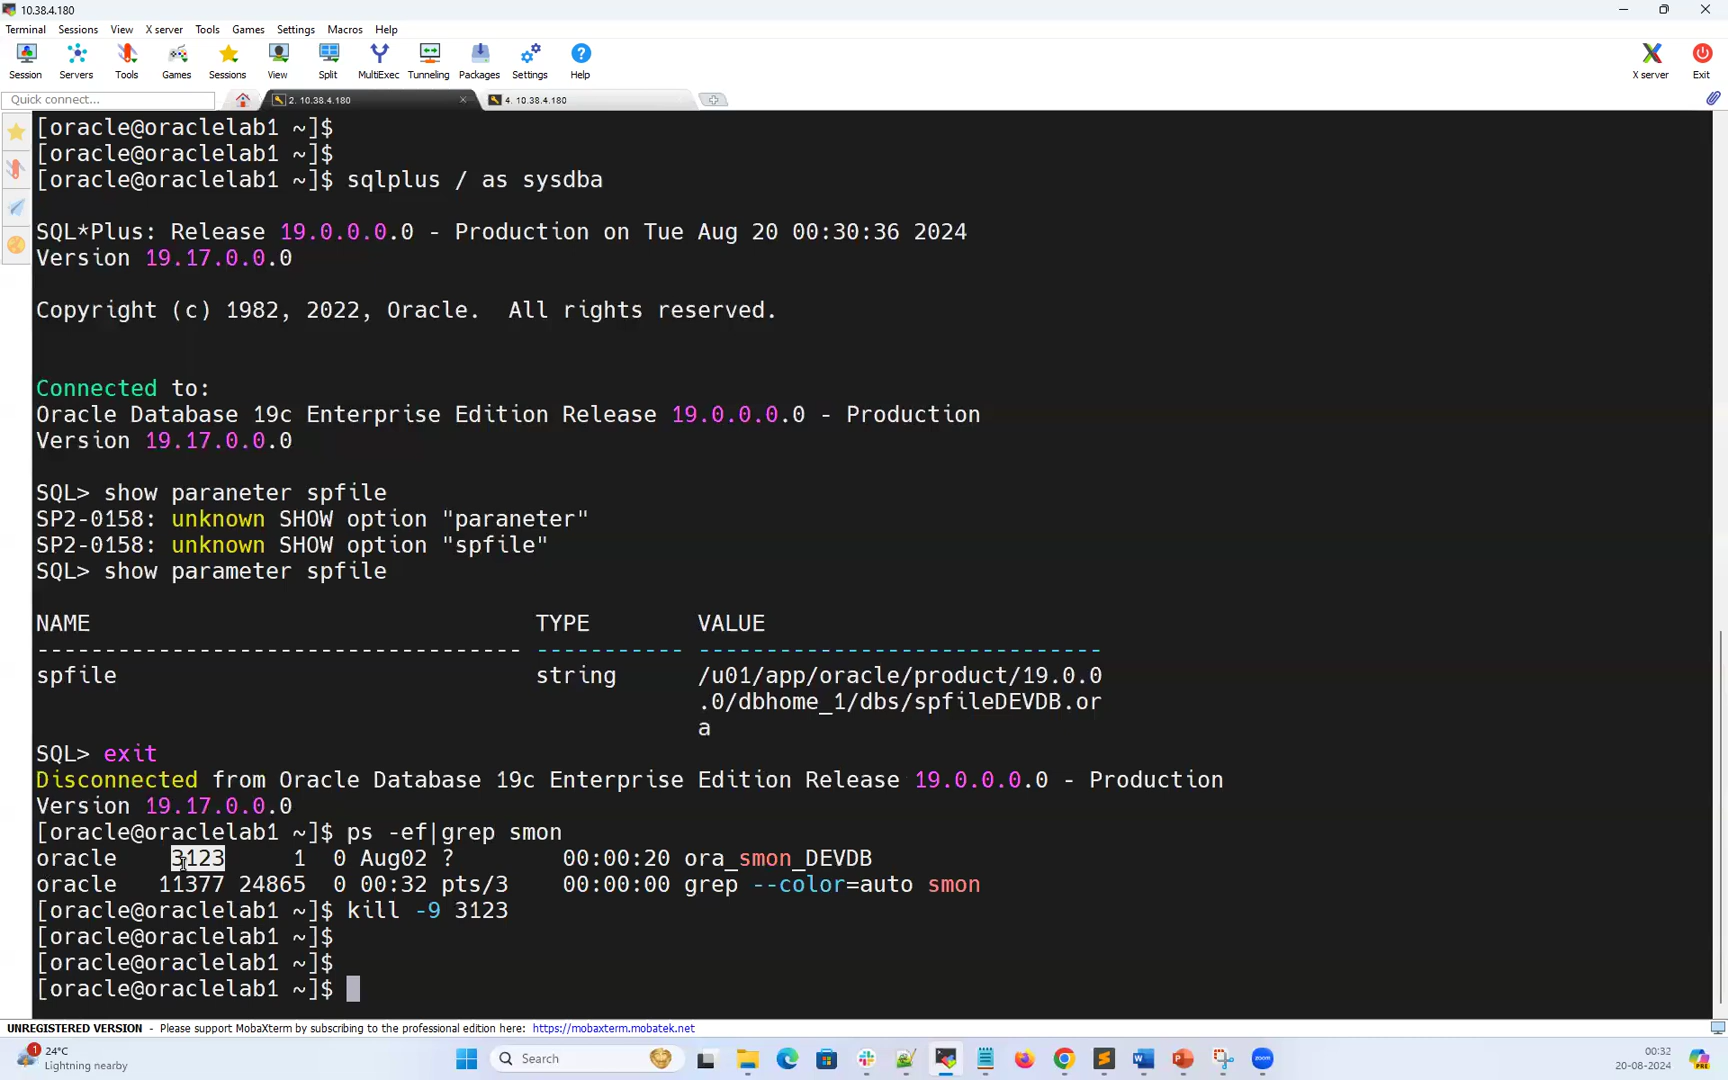 10.38.4.180
Terminal Sessions View X server Tools Games Settings Macros Help
Session Servers Tools Games Sessions View Split MultiExec Tunneling Packages Settings Help X server Exit
Quick connect... 2. 10.38.4.180 4. 10.38.4.180
[oracle@oraclelab1 ~]$
[oracle@oraclelab1 ~]$
[oracle@oraclelab1 ~]$ sqlplus / as sysdba
SQL*Plus: Release 19.0.0.0.0 - Production on Tue Aug 20 00:30:36 2024
Version 19.17.0.0.0
Copyright (c) 1982, 2022, Oracle.  All rights reserved.
Connected to:
Oracle Database 19c Enterprise Edition Release 19.0.0.0.0 - Production
Version 19.17.0.0.0
SQL> show paraneter spfile
SP2-0158: unknown SHOW option "paraneter"
SP2-0158: unknown SHOW option "spfile"
SQL> show parameter spfile
NAME TYPE VALUE
------------------------------------ ----------- ------------------------------
spfile string /u01/app/oracle/product/19.0.0
.0/dbhome_1/dbs/spfileDEVDB.or
a
SQL> exit
Disconnected from Oracle Database 19c Enterprise Edition Release 19.0.0.0.0 - Production
Version 19.17.0.0.0
[oracle@oraclelab1 ~]$ ps -ef|grep smon
oracle 3123 1 0 Aug02 ? 00:00:20 ora_smon_DEVDB
oracle 11377 24865 0 00:32 pts/3 00:00:00 grep --color=auto smon
[oracle@oraclelab1 ~]$ kill -9 3123
[oracle@oraclelab1 ~]$
[oracle@oraclelab1 ~]$
[oracle@oraclelab1 ~]$
UNREGISTERED VERSION - Please support MobaXterm by subscribing to the professional edition here: https://mobaxterm.mobatek.net
1 24°C
Lightning nearby
Search
00:32
20-08-2024
PRE